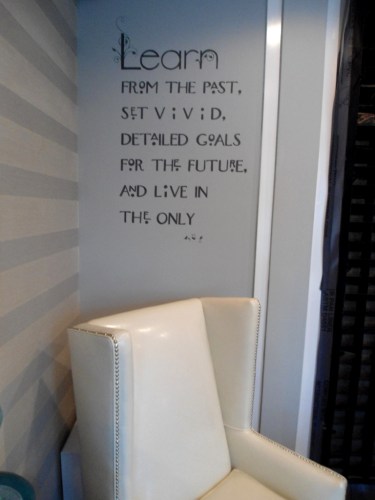 Learn
FROM THE PAST,
SET ViViD,
DETAILED GOALS
FOR THE FUTURE,
AND LiVE IN
THE ONLY